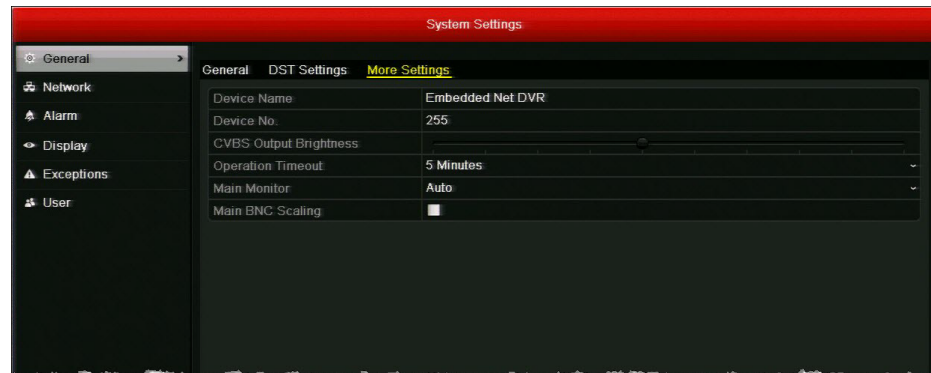 System Settings
General
Network
Alarm
Display
Exceptions
User
General DST Settings More Settings
Device Name Embedded Net DVR
Device No. 255
CVBS Output Brightness
Operation Timeout 5 Minutes
Main Monitor Auto
Main BNC Scaling